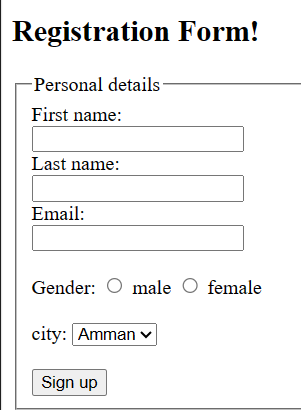 Registration Form!
Personal details
First name:
Last name:
Email:
Gender: male female
city: Amman
Sign up